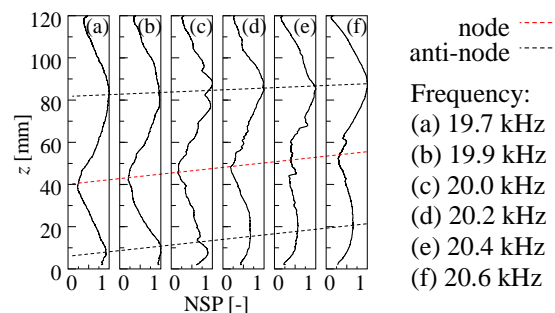 (a) (b) (c) (d) (e) (f)
120
100
80
60
40
20
0
z [mm]
0 1 0 1 0 1 0 1 0 1 0 1
NSP [-]
node
anti-node
Frequency:
(a) 19.7 kHz
(b) 19.9 kHz
(c) 20.0 kHz
(d) 20.2 kHz
(e) 20.4 kHz
(f) 20.6 kHz